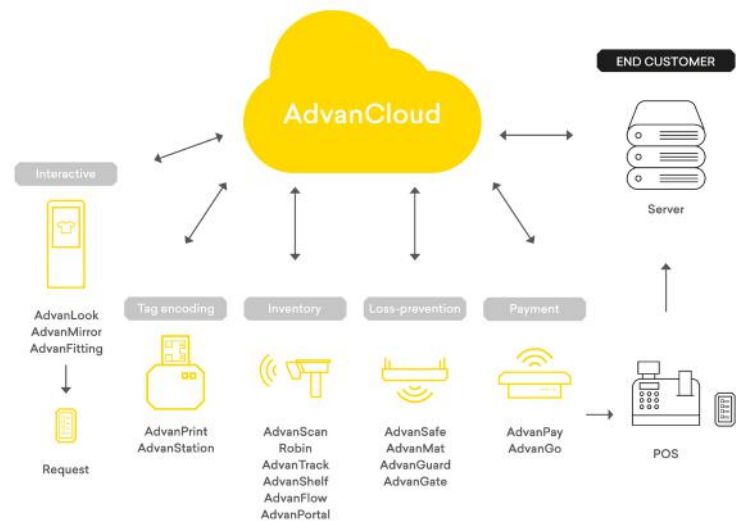 AdvanCloud
END CUSTOMER
Server
Interactive
AdvanLook
AdvanMirror
AdvanFitting
Request
Tag encoding
AdvanPrint
AdvanStation
Inventory
AdvanScan
Robin
AdvanTrack
AdvanShelf
AdvanFlow
AdvanPortal
Loss-prevention
AdvanSafe
AdvanMat
AdvanGuard
AdvanGate
Payment
AdvanPay
AdvanGo
POS